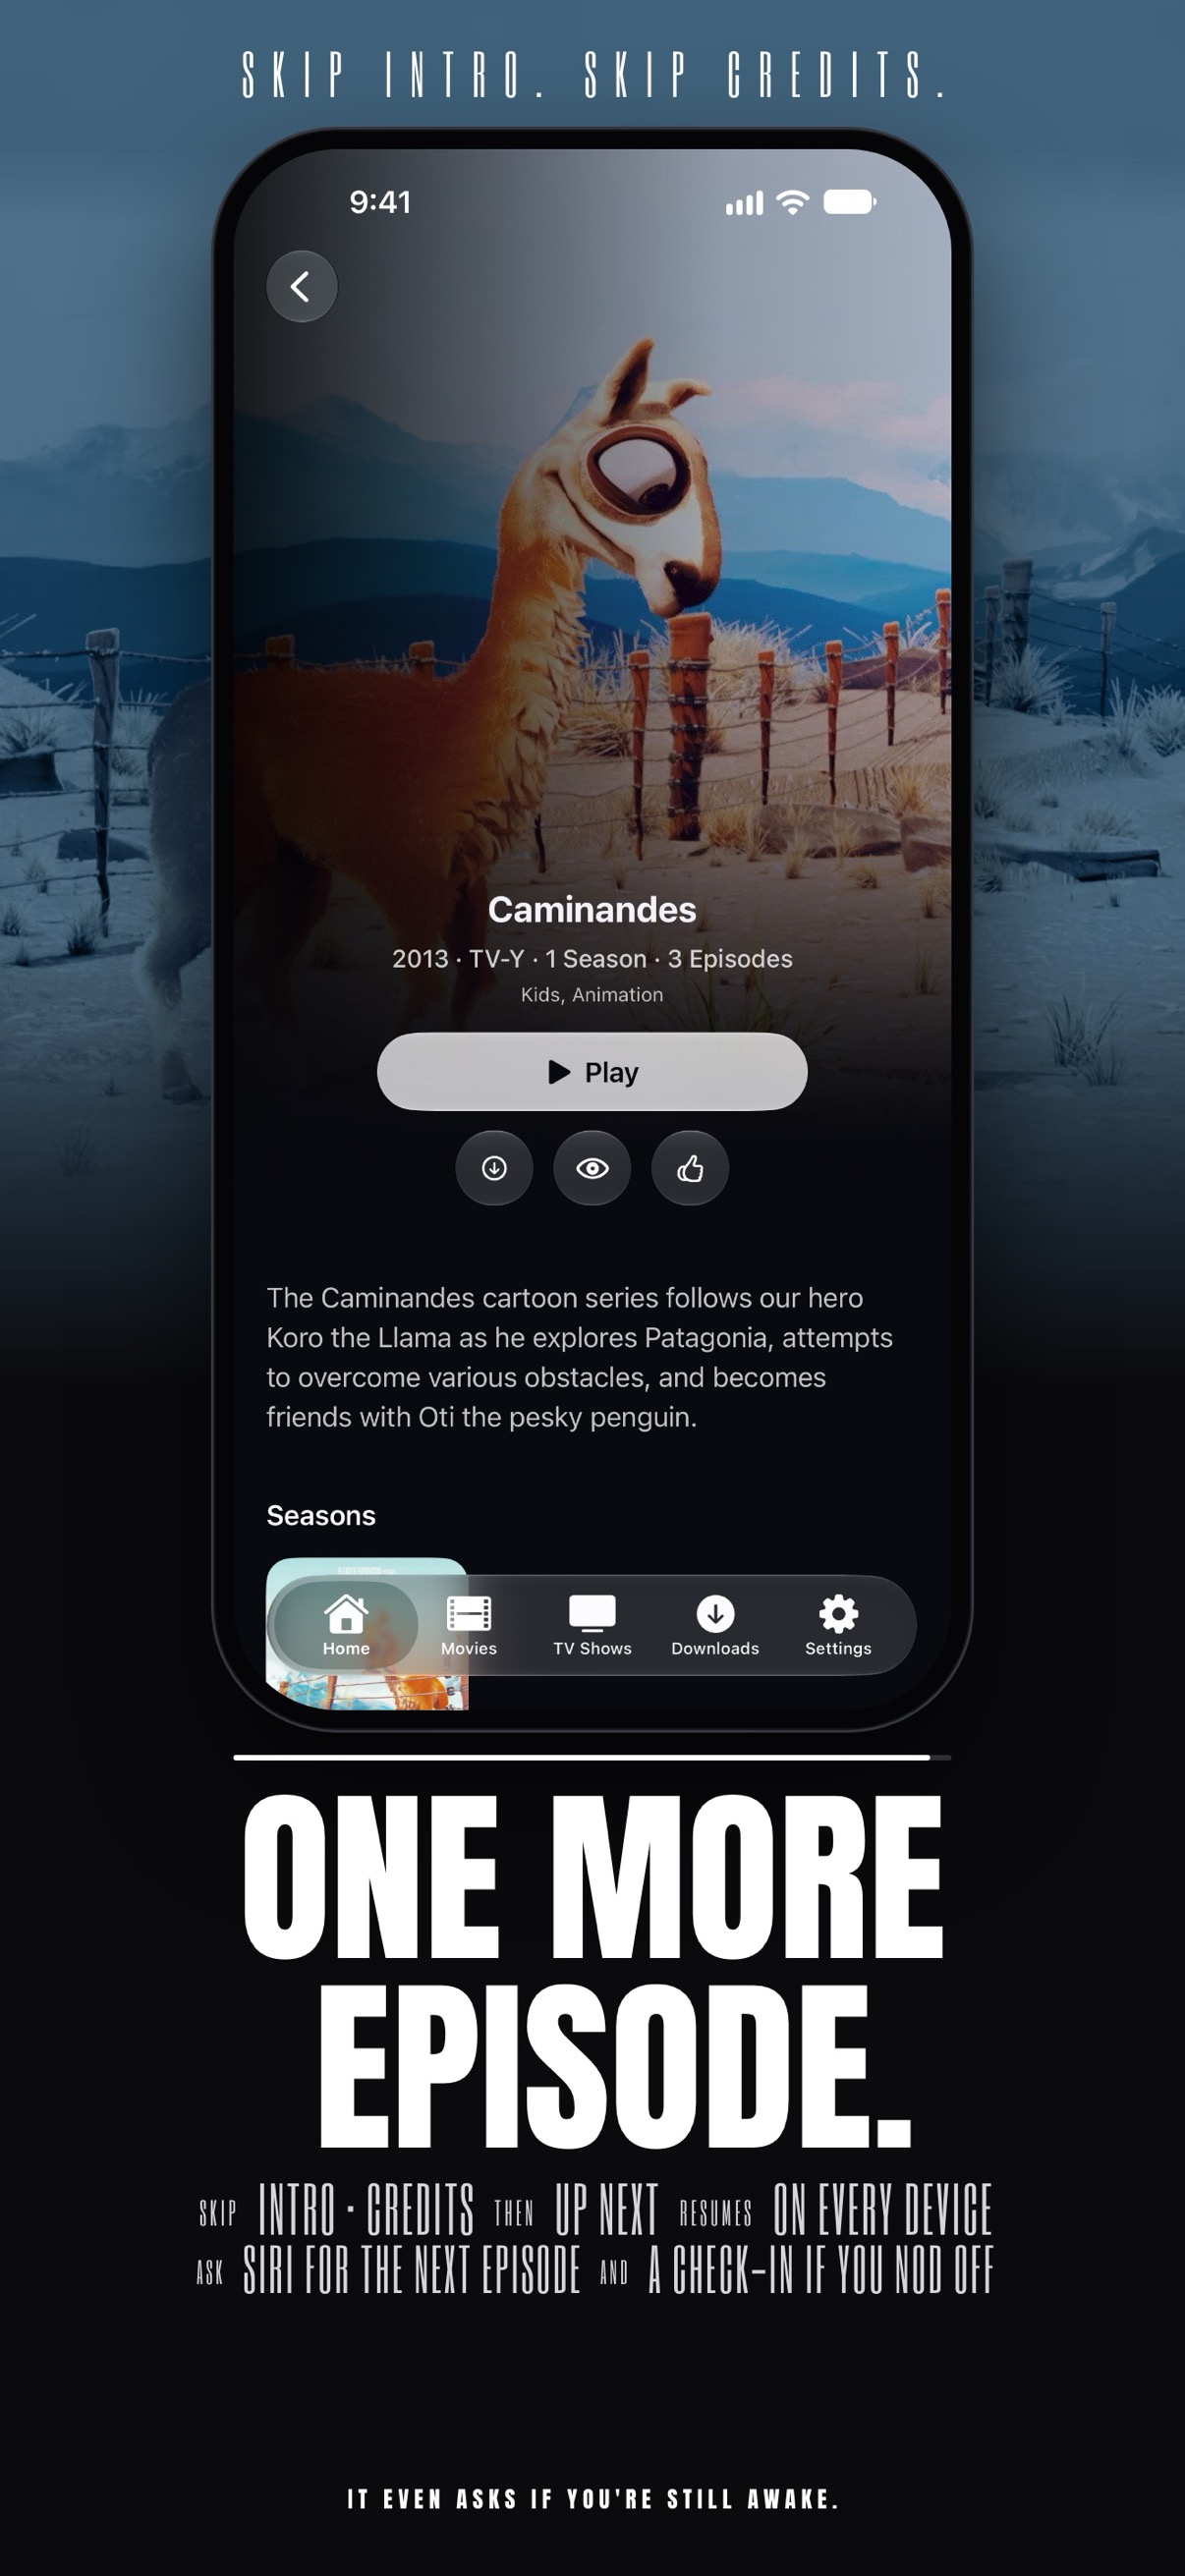 SKIP INTRO. SKIP CREDITS.
9:41
Caminandes
2013 · TV-Y · 1 Season · 3 Episodes
Kids, Animation
Play
The Caminandes cartoon series follows our hero
Koro the Llama as he explores Patagonia, attempts
to overcome various obstacles, and becomes
friends with Oti the pesky penguin.
Seasons
Home Movies TV Shows Downloads Settings
ONE MORE
EPISODE.
SKIP INTRO · CREDITS THEN UP NEXT RESUMES ON EVERY DEVICE
ASK SIRI FOR THE NEXT EPISODE AND A CHECK-IN IF YOU NOD OFF
IT EVEN ASKS IF YOU'RE STILL AWAKE.